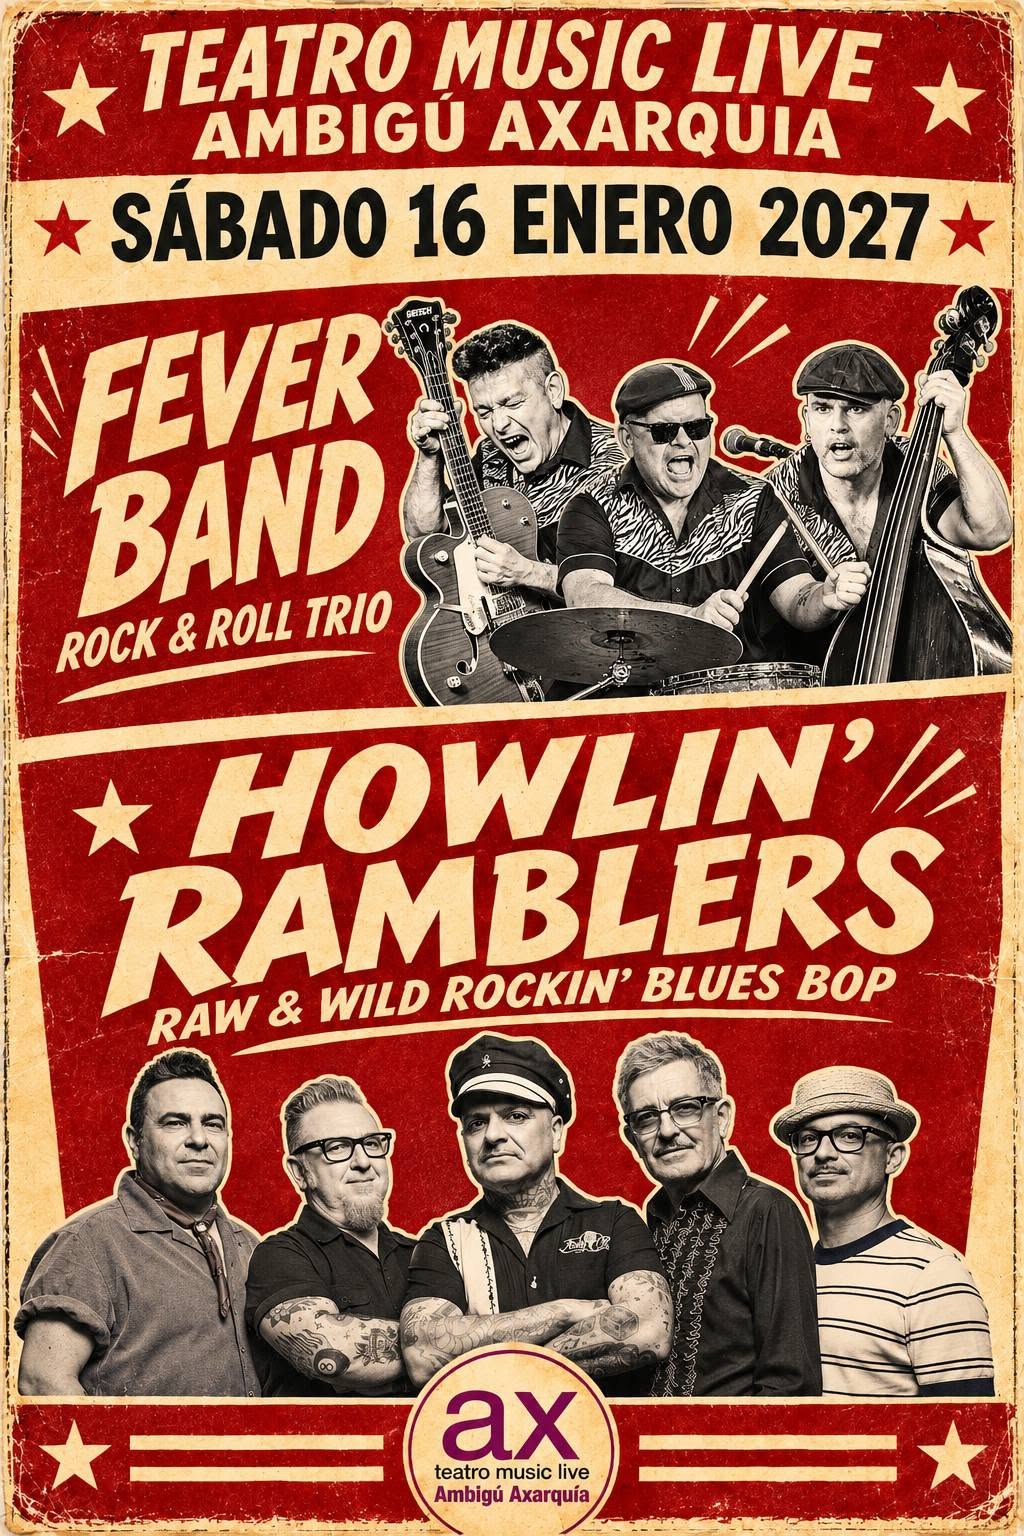 TEATRO MUSIC LIVE
AMBIGÚ AXARQUIA
SÁBADO 16 ENERO 2027
FEVER
BAND
ROCK & ROLL TRIO
HOWLIN'
RAMBLERS
RAW & WILD ROCKIN' BLUES BOP
ax
teatro music live
Ambigú Axarquía